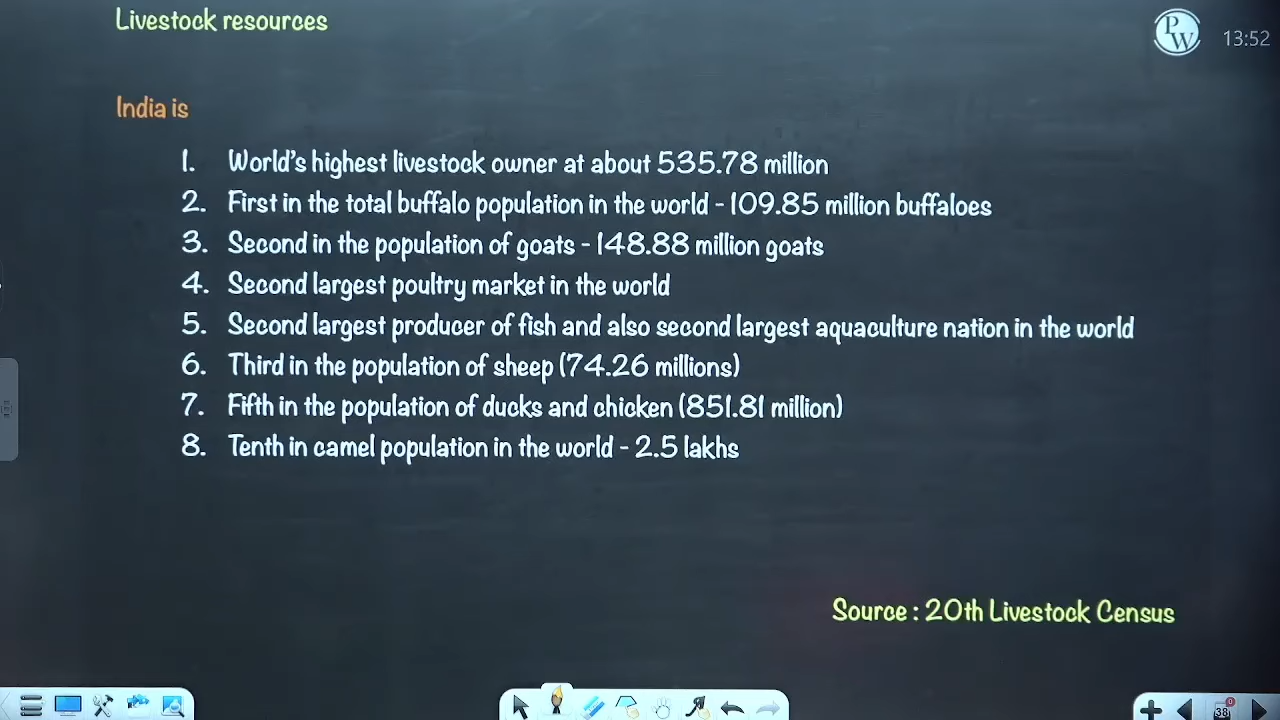 Livestock resources
PW
13:52
India is
1. World's highest livestock owner at about 535.78 million
2. First in the total buffalo population in the world - 109.85 million buffaloes
3. Second in the population of goats - 148.88 million goats
4. Second largest poultry market in the world
5. Second largest producer of fish and also second largest aquaculture nation in the world
6. Third in the population of sheep (74.26 millions)
7. Fifth in the population of ducks and chicken (851.81 million)
8. Tenth in camel population in the world - 2.5 lakhs
Source : 20th Livestock Census
38